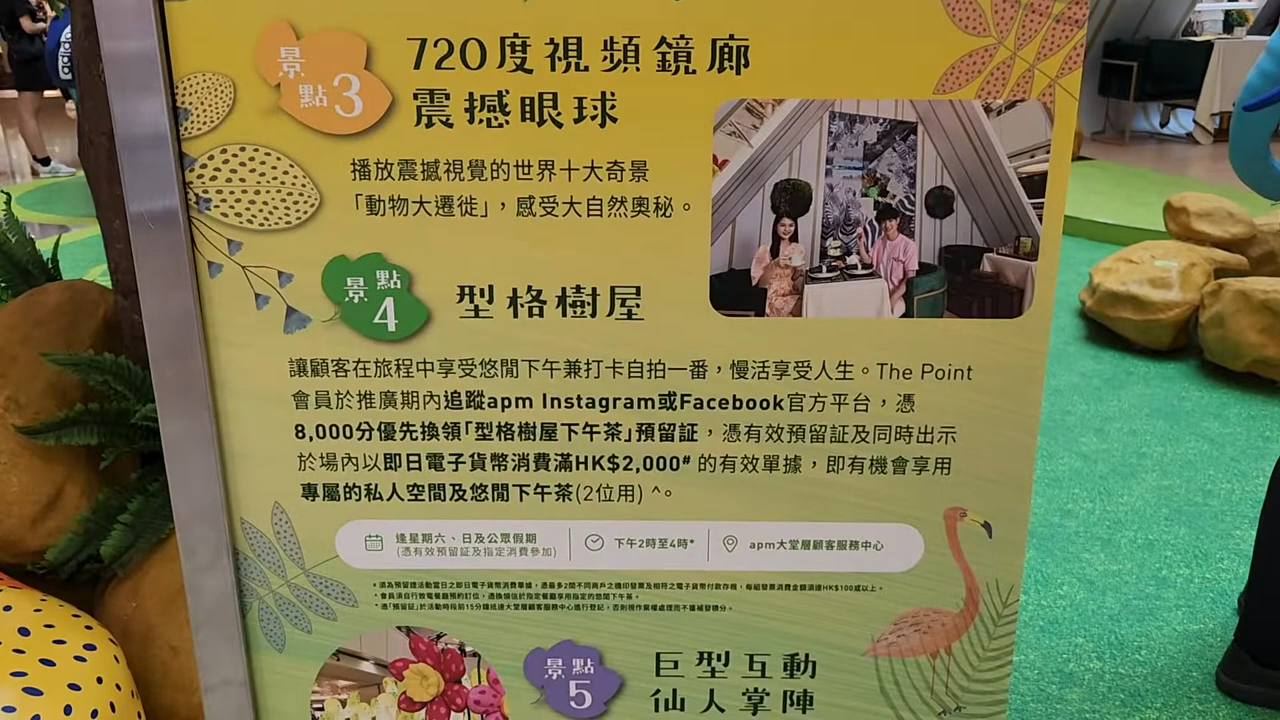 景點3
720度視頻鏡廊
震撼眼球
播放震撼視覺的世界十大奇景
「動物大遷徙」，感受大自然奧秘。
景點4
型格樹屋
讓顧客在旅程中享受悠閒下午兼打卡自拍一番，慢活享受人生。The Point
會員於推廣期內追蹤apm Instagram或Facebook官方平台，憑
8,000分優先換領「型格樹屋下午茶」預留証，憑有效預留証及同時出示
於場內以即日電子貨幣消費滿HK$2,000# 的有效單據，即有機會享用
專屬的私人空間及悠閒下午茶(2位用) ^。
逢星期六、日及公眾假期
(憑有效預留証及指定消費參加)
下午2時至4時*
apm大堂層顧客服務中心
景點5
巨型互動
仙人掌陣
adidas